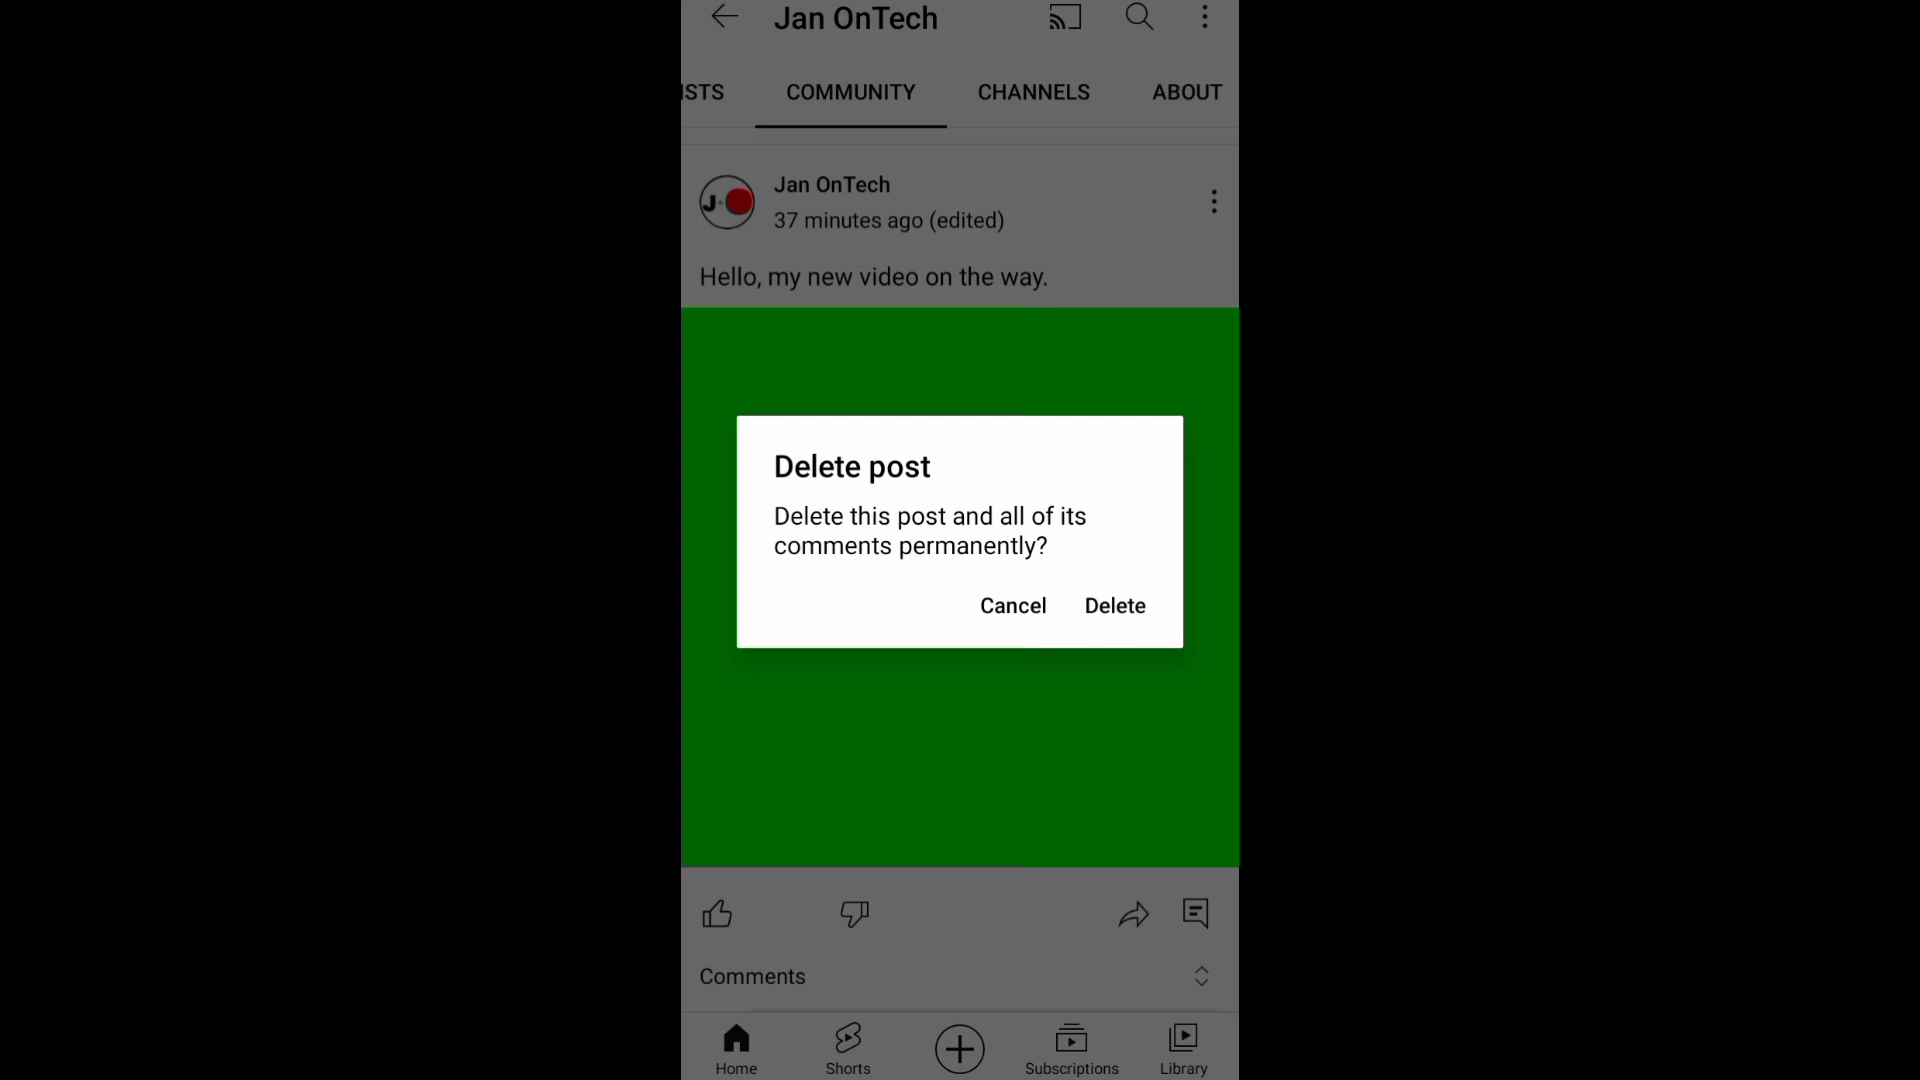 Jan OnTech
ISTS COMMUNITY CHANNELS ABOUT
J
Jan OnTech
37 minutes ago (edited)
Hello, my new video on the way.
Delete post
Delete this post and all of its
comments permanently?
Cancel Delete
Comments
Home Shorts Subscriptions Library